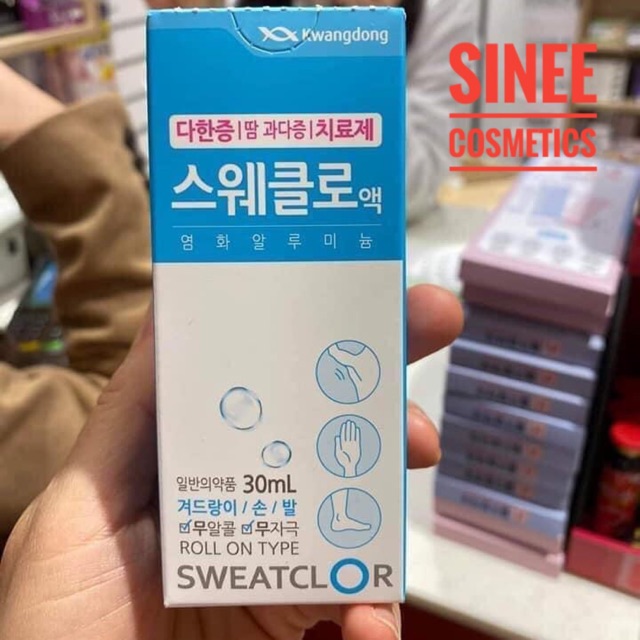 Kwangdong
SINEE
COSMETICS
다한증|땀 과다증|치료제
스웨클로액
염화알루미늄
일반의약품 30mL
겨드랑이/손/발
무알콜 무자극
ROLL ON TYPE
SWEATCLOR